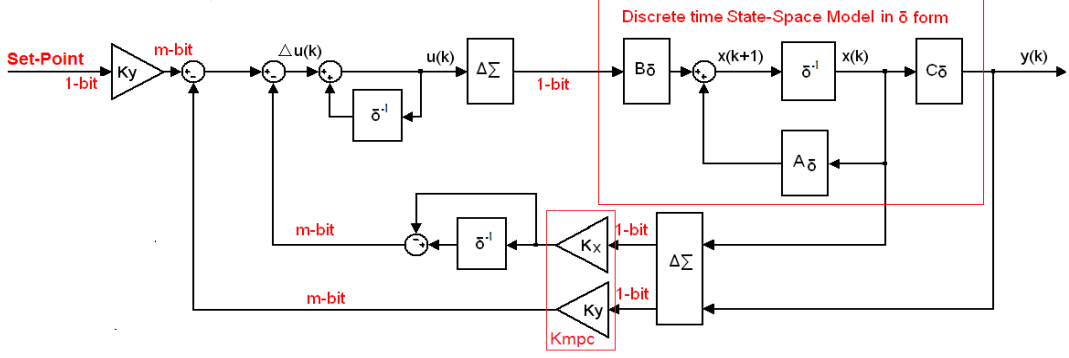 Discrete time State-Space Model in δ form
Set-Point
1-bit
Ky
m-bit
Δu(k)
u(k)
ΔΣ
1-bit
Bδ
x(k+1)
δ⁻¹
x(k)
Cδ
y(k)
δ⁻¹
Aδ
m-bit
δ⁻¹
Kx
1-bit
ΔΣ
m-bit
Ky
1-bit
Kmpc